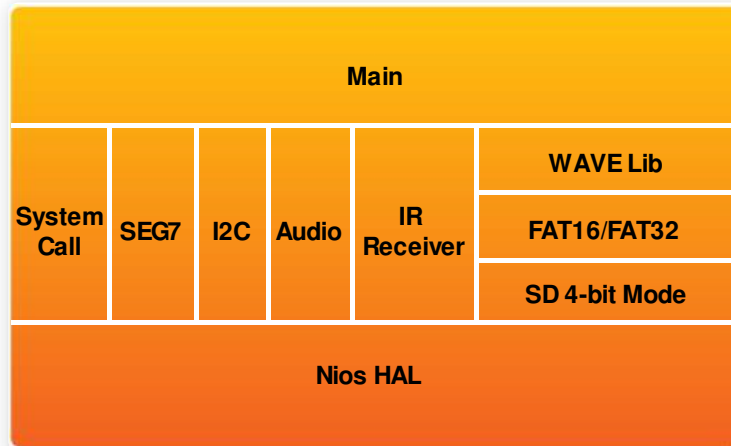 Main
System
Call
SEG7
I2C
Audio
IR
Receiver
WAVE Lib
FAT16/FAT32
SD 4-bit Mode
Nios HAL